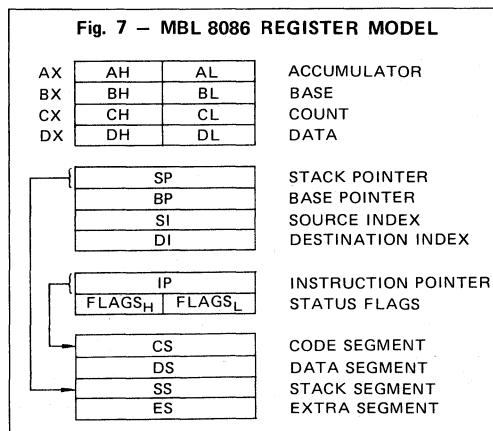 Fig. 7 — MBL 8086 REGISTER MODEL
AX AH AL ACCUMULATOR
BX BH BL BASE
CX CH CL COUNT
DX DH DL DATA
SP STACK POINTER
BP BASE POINTER
SI SOURCE INDEX
DI DESTINATION INDEX
IP INSTRUCTION POINTER
FLAGSH FLAGSL STATUS FLAGS
CS CODE SEGMENT
DS DATA SEGMENT
SS STACK SEGMENT
ES EXTRA SEGMENT